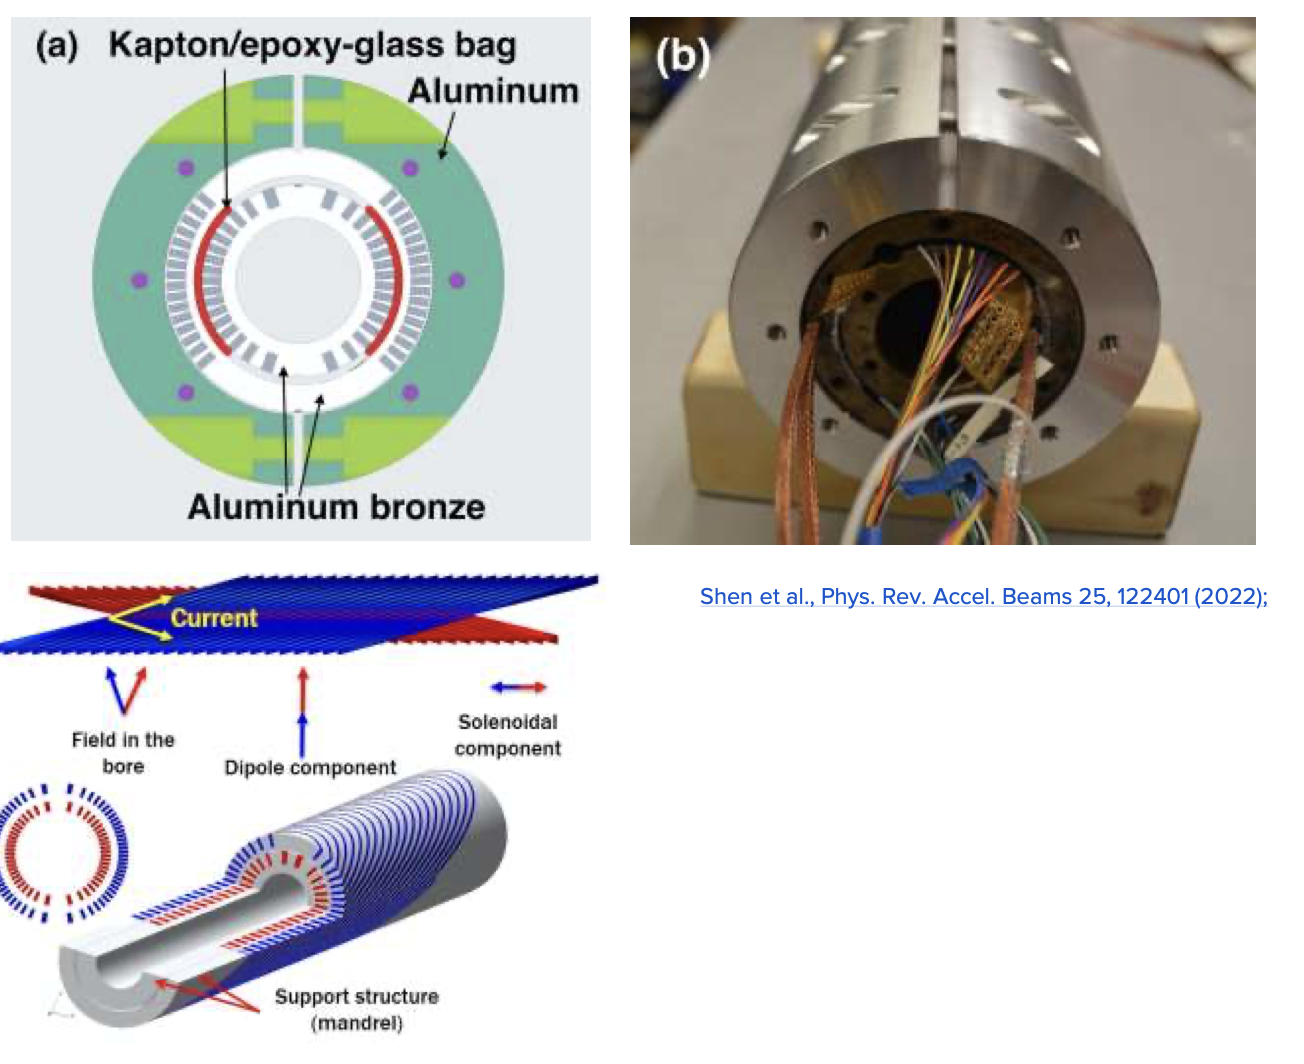 (a) Kapton/epoxy-glass bag
Aluminum
Aluminum bronze
(b)
Shen et al., Phys. Rev. Accel. Beams 25, 122401 (2022);
Current
Field in the
bore
Dipole component
Solenoidal
component
Support structure
(mandrel)